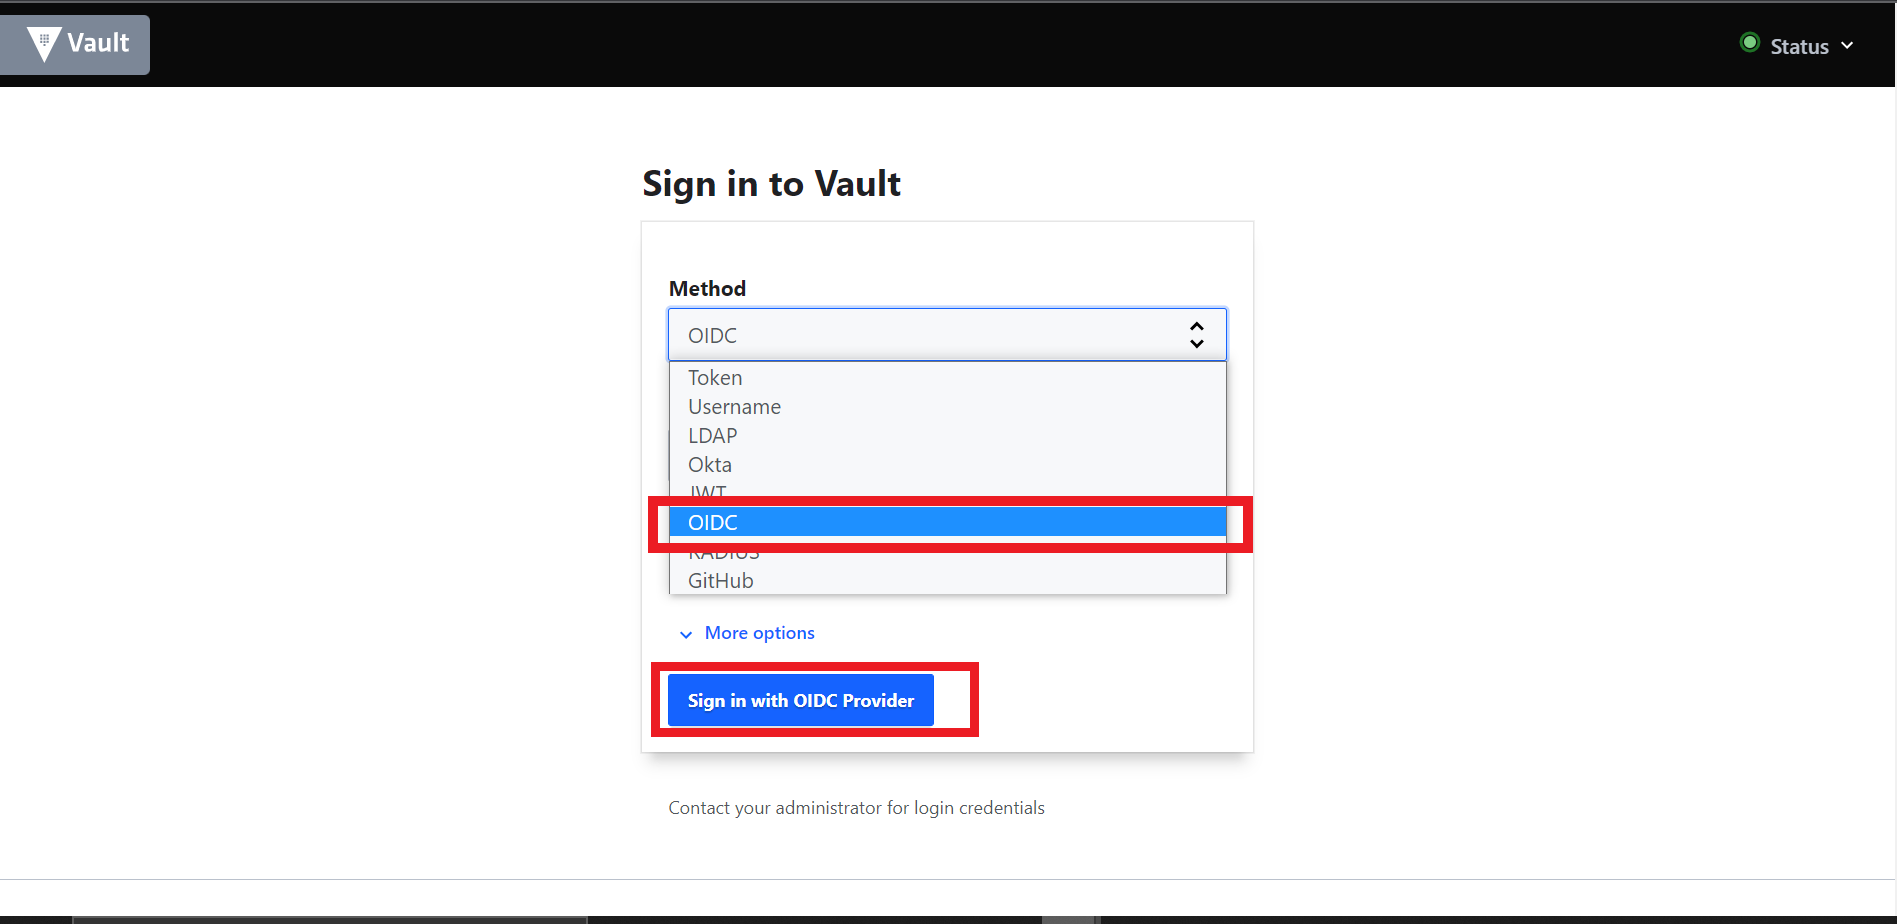 Vault
Status
Sign in to Vault
Method
OIDC
Token
Username
LDAP
Okta
JWT
OIDC
RADIUS
GitHub
More options
Sign in with OIDC Provider
Contact your administrator for login credentials